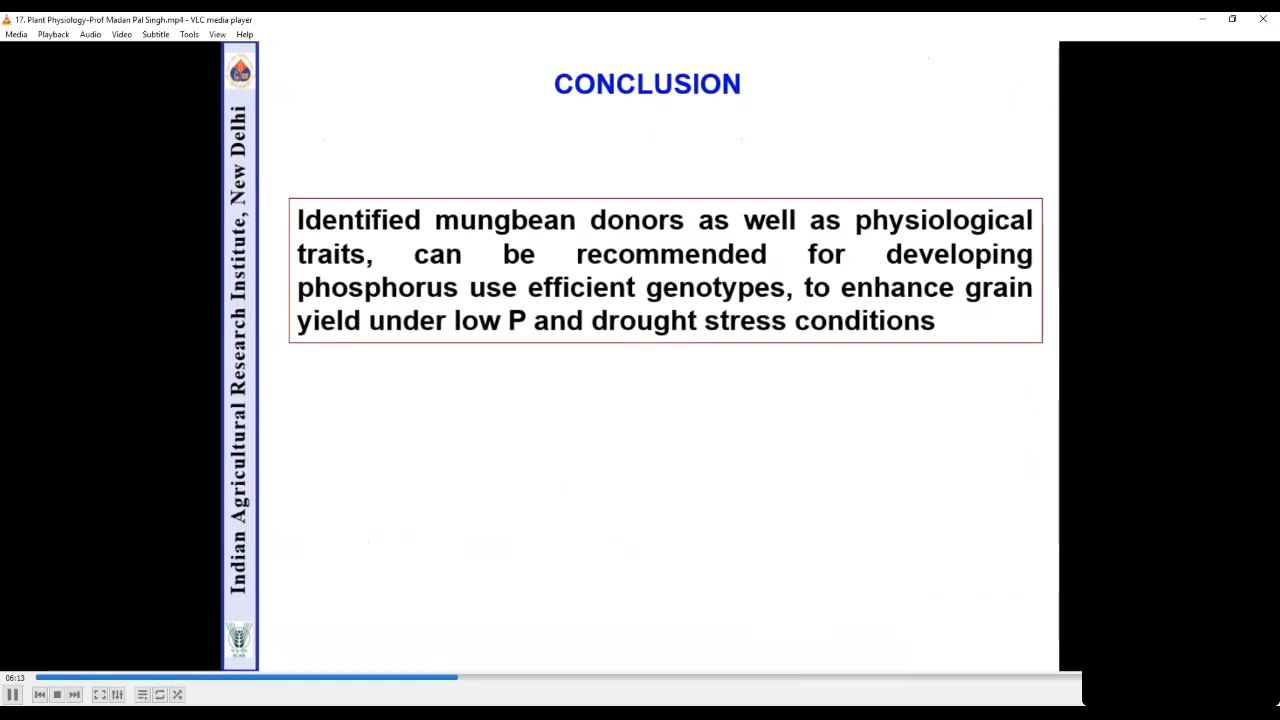 17. Plant Physiology-Prof Madan Pal Singh.mp4 - VLC media player
Media Playback Audio Video Subtitle Tools View Help
Indian Agricultural Research Institute, New Delhi
CONCLUSION
Identified mungbean donors as well as physiological
traits, can be recommended for developing
phosphorus use efficient genotypes, to enhance grain
yield under low P and drought stress conditions
06:13